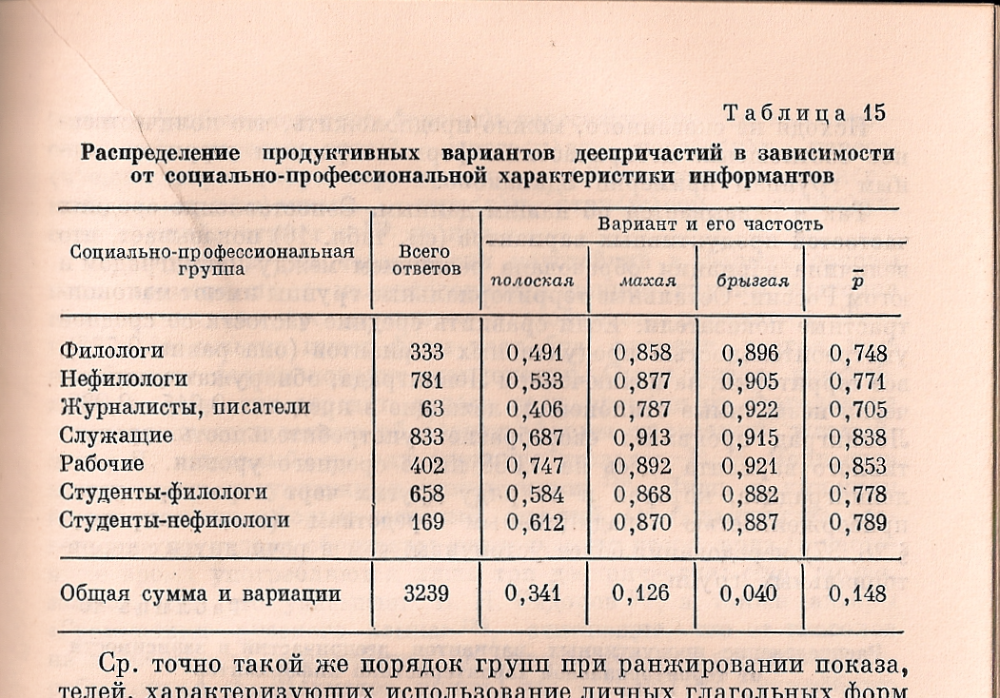 Таблица 15
Распределение продуктивных вариантов деепричастий в зависимости
от социально-профессиональной характеристики информантов
Социально-профессиональная группа | Всего ответов | Вариант и его частость
полоская | махая | брызгая | p̄
Филологи 333 0,491 0,858 0,896 0,748
Нефилологи 781 0,533 0,877 0,905 0,771
Журналисты, писатели 63 0,406 0,787 0,922 0,705
Служащие 833 0,687 0,913 0,915 0,838
Рабочие 402 0,747 0,892 0,921 0,853
Студенты-филологи 658 0,584 0,868 0,882 0,778
Студенты-нефилологи 169 0,612 0,870 0,887 0,789
Общая сумма и вариации 3239 0,341 0,126 0,040 0,148
Ср. точно такой же порядок групп при ранжировании показа,
телей, характеризующих использование личных глагольных форм